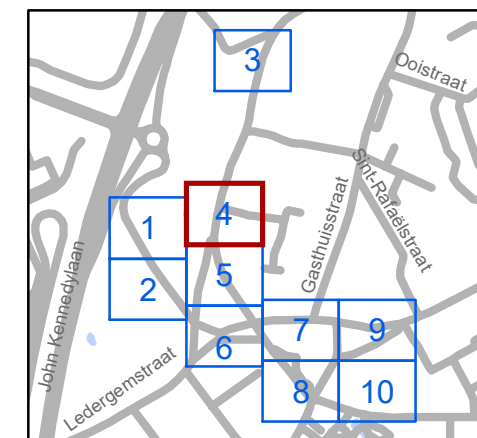 3
Ooistraat
Sint-Rafaëlstraat
4
1
Gasthuisstraat
John Kennedylaan
5
2
7
9
6
Ledergemstraat
8
10